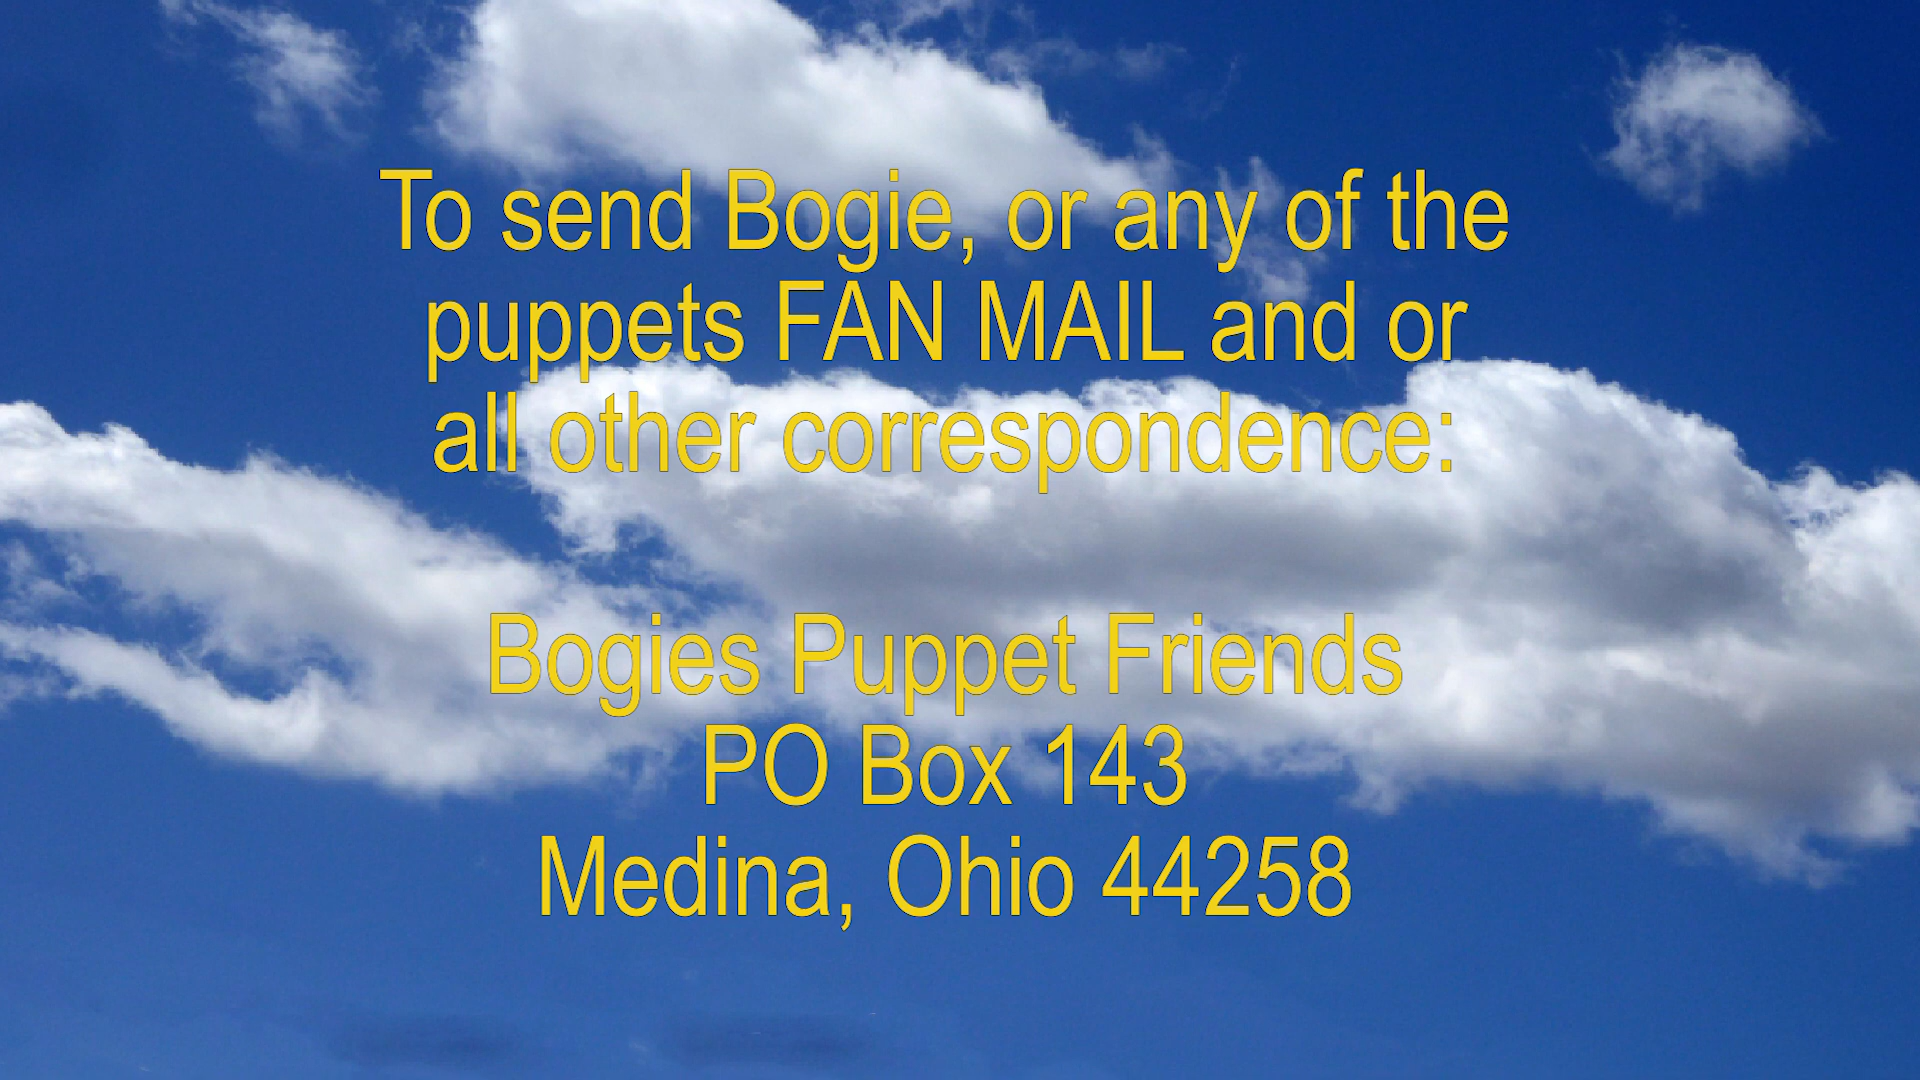 To send Bogie, or any of the
puppets FAN MAIL and or
all other correspondence:
Bogies Puppet Friends
PO Box 143
Medina, Ohio 44258